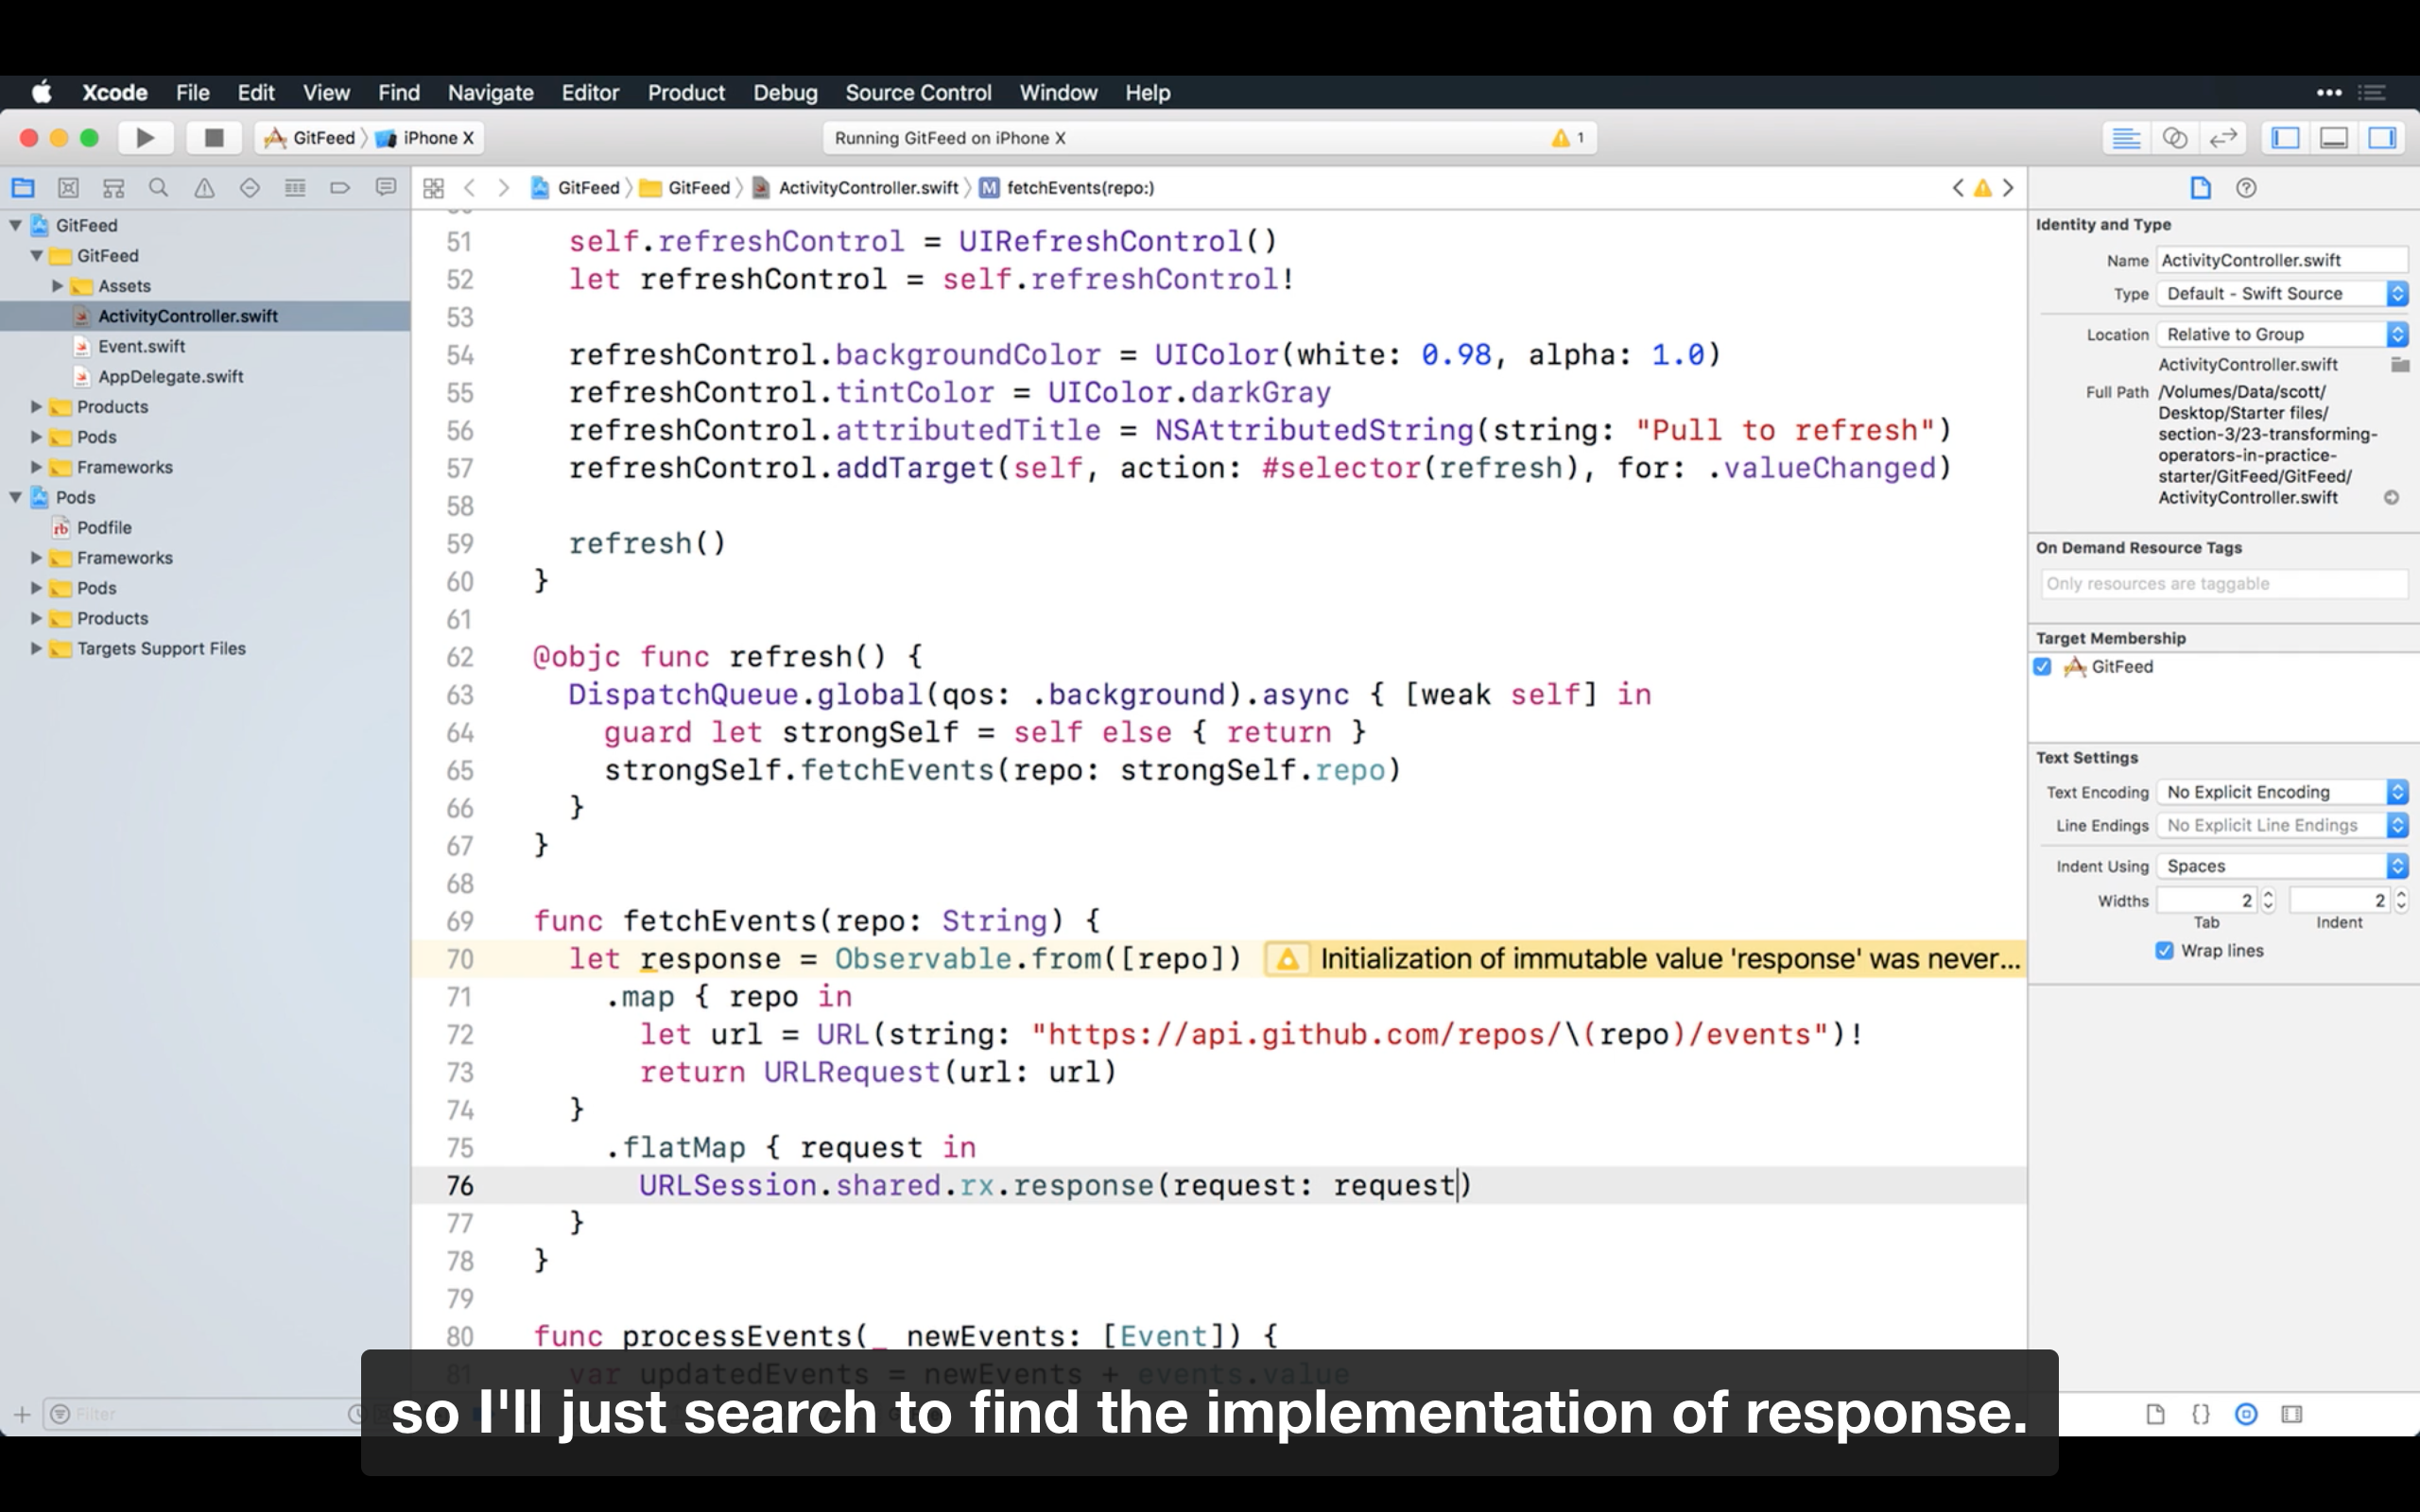 Xcode File Edit View Find Navigate Editor Product Debug Source Control Window Help
GitFeed iPhone X
Running GitFeed on iPhone X
1
GitFeed GitFeed ActivityController.swift M fetchEvents(repo:)
GitFeed
GitFeed
Assets
ActivityController.swift
Event.swift
AppDelegate.swift
Products
Pods
Frameworks
Pods
rb Podfile
Frameworks
Pods
Products
Targets Support Files
Filter
51 self.refreshControl = UIRefreshControl()
52 let refreshControl = self.refreshControl!
53
54 refreshControl.backgroundColor = UIColor(white: 0.98, alpha: 1.0)
55 refreshControl.tintColor = UIColor.darkGray
56 refreshControl.attributedTitle = NSAttributedString(string: "Pull to refresh")
57 refreshControl.addTarget(self, action: #selector(refresh), for: .valueChanged)
58
59 refresh()
60 }
61
62 @objc func refresh() {
63 DispatchQueue.global(qos: .background).async { [weak self] in
64 guard let strongSelf = self else { return }
65 strongSelf.fetchEvents(repo: strongSelf.repo)
66 }
67 }
68
69 func fetchEvents(repo: String) {
70 let response = Observable.from([repo]) Initialization of immutable value 'response' was never...
71 .map { repo in
72 let url = URL(string: "https://api.github.com/repos/\(repo)/events")!
73 return URLRequest(url: url)
74 }
75 .flatMap { request in
76 URLSession.shared.rx.response(request: request)
77 }
78 }
79
80 func processEvents(_ newEvents: [Event]) {
81 var updatedEvents = newEvents + events.value
so I'll just search to find the implementation of response.
Identity and Type
Name ActivityController.swift
Type Default - Swift Source
Location Relative to Group
ActivityController.swift
Full Path /Volumes/Data/scott/
Desktop/Starter files/
section-3/23-transforming-
operators-in-practice-
starter/GitFeed/GitFeed/
ActivityController.swift
On Demand Resource Tags
Only resources are taggable
Target Membership
GitFeed
Text Settings
Text Encoding No Explicit Encoding
Line Endings No Explicit Line Endings
Indent Using Spaces
Widths 2 2
Tab Indent
Wrap lines